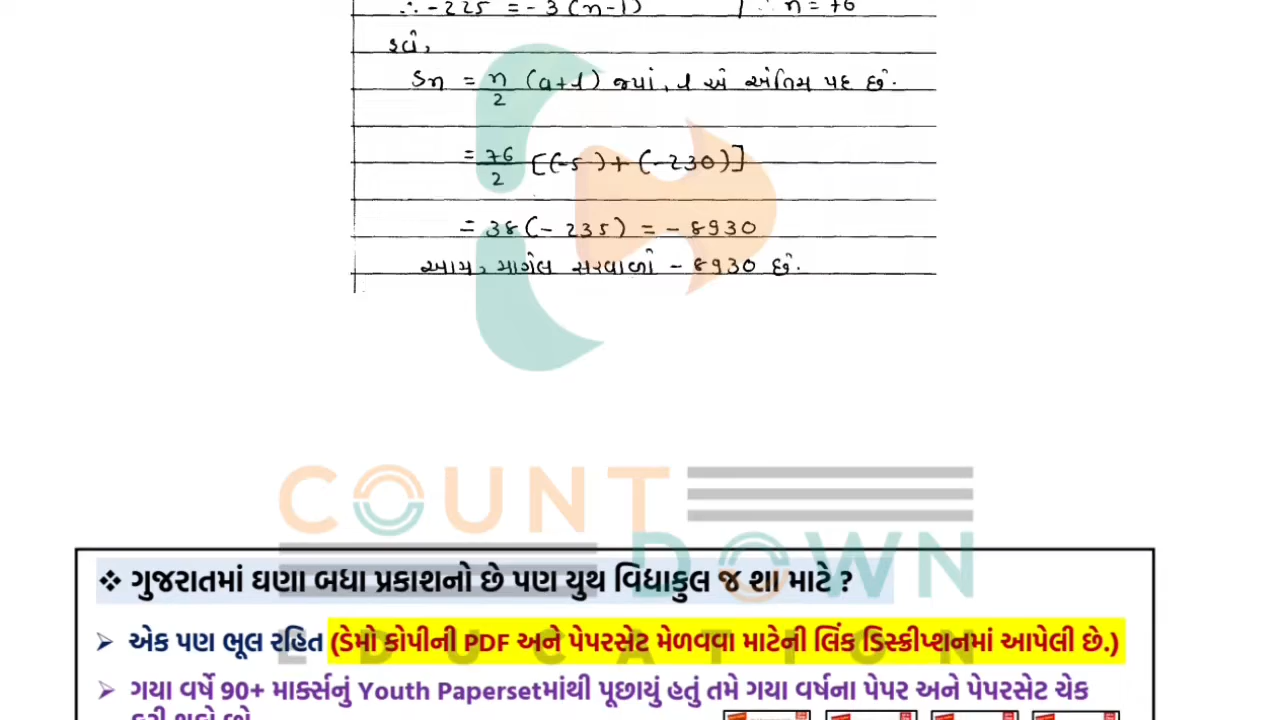 ∴ -225 = -3 (n-1) ∴ n = 76
હવે,
Sn = n/2 (a+l) જ્યાં, l એ અંતિમ પદ છે.
= 76/2 [(-5) + (-230)]
= 38 (- 235) = - 8930
આમ, માગેલ સરવાળો - 8930 છે.
COUNT
DOWN
EDUCATION
❖ ગુજરાતમાં ઘણા બધા પ્રકાશનો છે પણ યુથ વિદ્યાકુલ જ શા માટે ?
➢ એક પણ ભૂલ રહિત (ડેમો કોપીની PDF અને પેપરસેટ મેળવવા માટેની લિંક ડિસ્ક્રીપ્શનમાં આપેલી છે.)
➢ ગયા વર્ષે 90+ માર્ક્સનું Youth Papersetમાંથી પૂછાયું હતું તમે ગયા વર્ષના પેપર અને પેપરસેટ ચેક